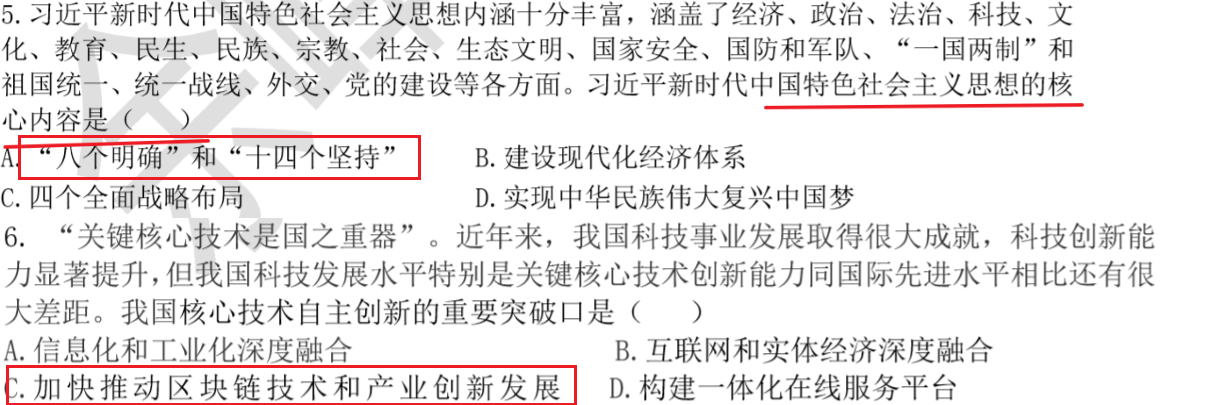 5.习近平新时代中国特色社会主义思想内涵十分丰富，涵盖了经济、政治、法治、科技、文
化、教育、民生、民族、宗教、社会、生态文明、国家安全、国防和军队、“一国两制”和
祖国统一、统一战线、外交、党的建设等各方面。习近平新时代中国特色社会主义思想的核
心内容是（　　）
A.“八个明确”和“十四个坚持” B.建设现代化经济体系
C.四个全面战略布局 D.实现中华民族伟大复兴中国梦
6. “关键核心技术是国之重器”。近年来，我国科技事业发展取得很大成就，科技创新能
力显著提升,但我国科技发展水平特别是关键核心技术创新能力同国际先进水平相比还有很
大差距。我国核心技术自主创新的重要突破口是（　　）
A.信息化和工业化深度融合 B.互联网和实体经济深度融合
C.加快推动区块链技术和产业创新发展 D.构建一体化在线服务平台